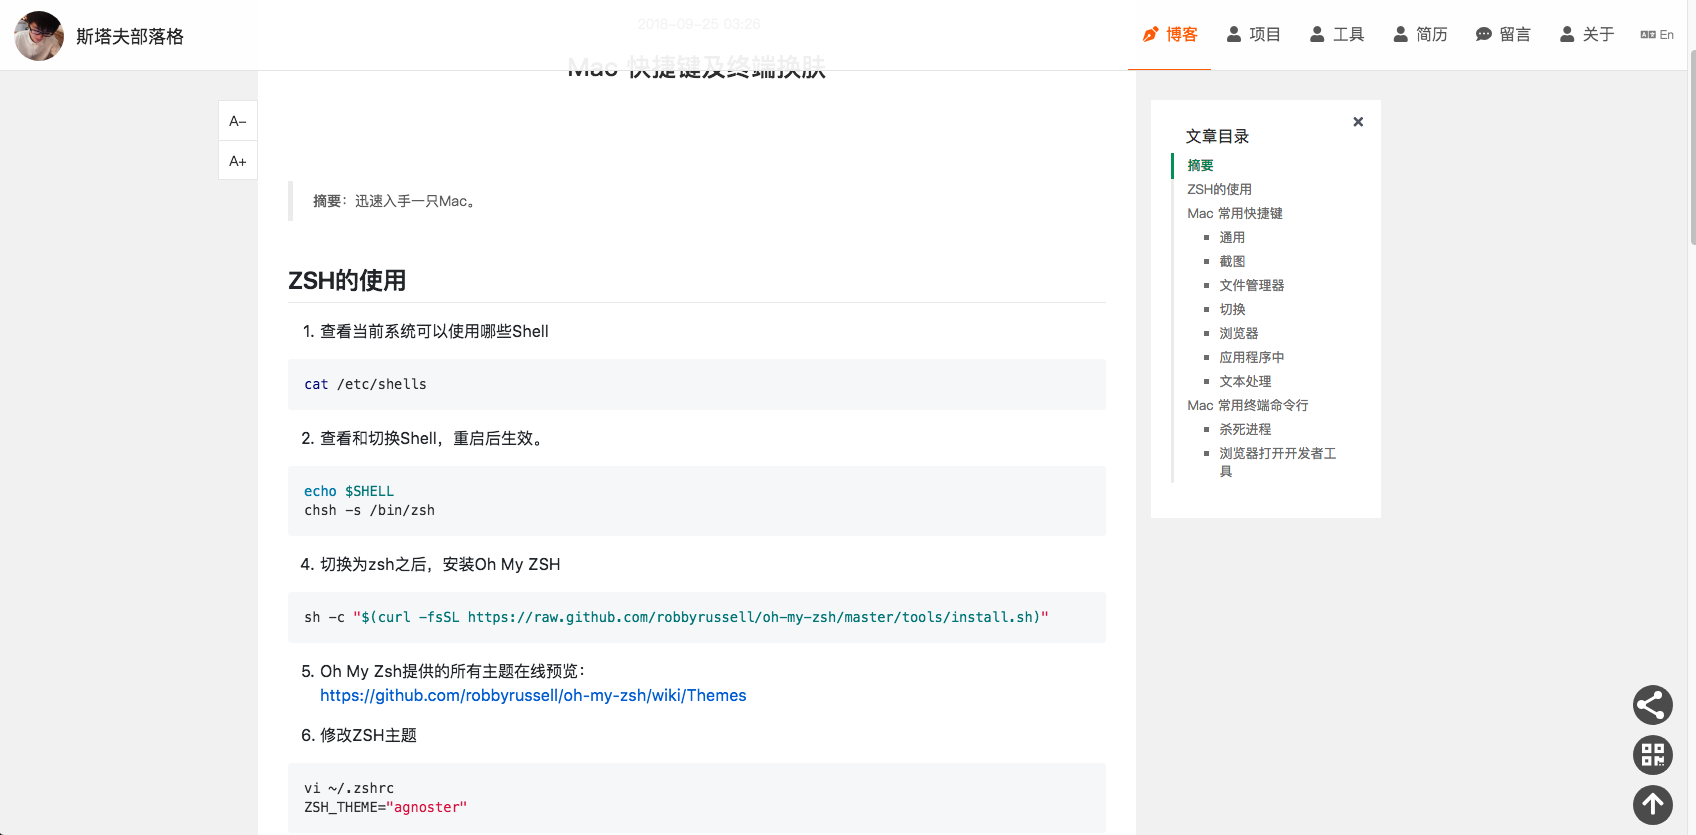 斯塔夫部落格
博客
项目
工具
简历
留言
关于
En
2018-09-25 03:26
Mac 快捷键及终端换肤
A-
A+
摘要：迅速入手一只Mac。
ZSH的使用
1. 查看当前系统可以使用哪些Shell
cat /etc/shells
2. 查看和切换Shell，重启后生效。
echo $SHELL
chsh -s /bin/zsh
4. 切换为zsh之后，安装Oh My ZSH
sh -c "$(curl -fsSL https://raw.github.com/robbyrussell/oh-my-zsh/master/tools/install.sh)"
5. Oh My Zsh提供的所有主题在线预览：
https://github.com/robbyrussell/oh-my-zsh/wiki/Themes
6. 修改ZSH主题
vi ~/.zshrc
ZSH_THEME="agnoster"
文章目录
摘要
ZSH的使用
Mac 常用快捷键
通用
截图
文件管理器
切换
浏览器
应用程序中
文本处理
Mac 常用终端命令行
杀死进程
浏览器打开开发者工
具